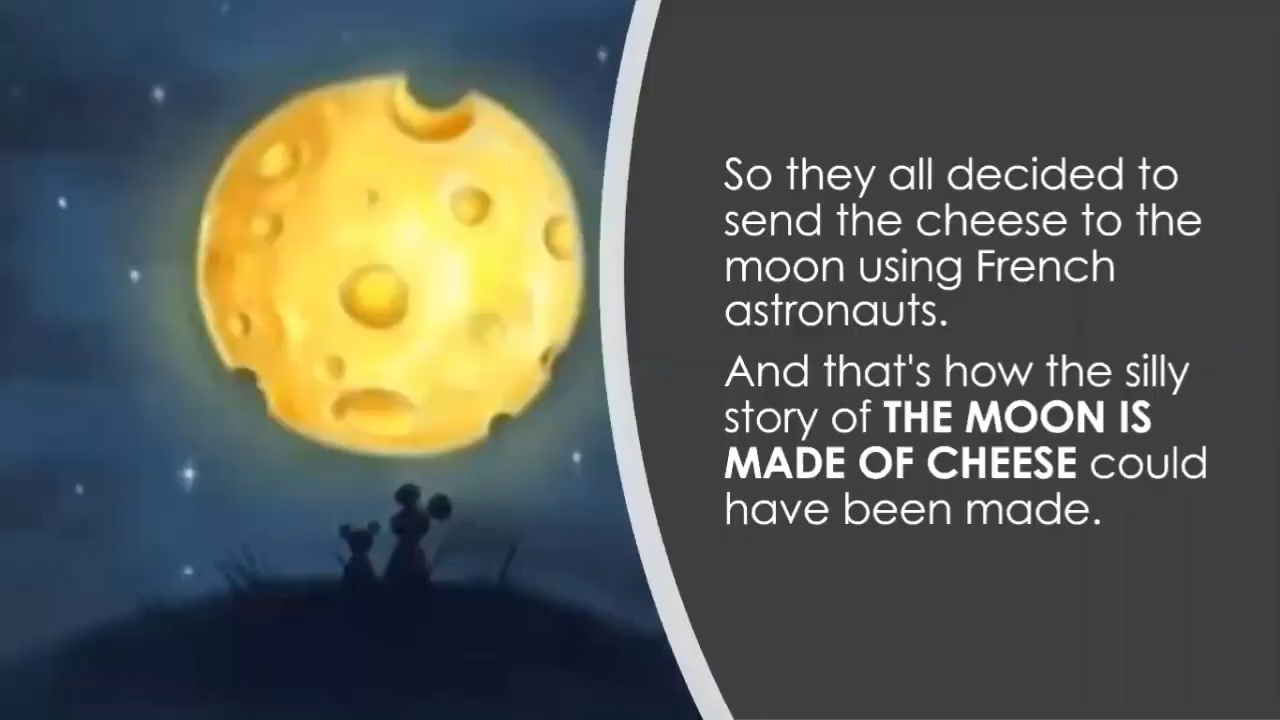 So they all decided to
send the cheese to the
moon using French
astronauts.
And that's how the silly
story of THE MOON IS
MADE OF CHEESE could
have been made.